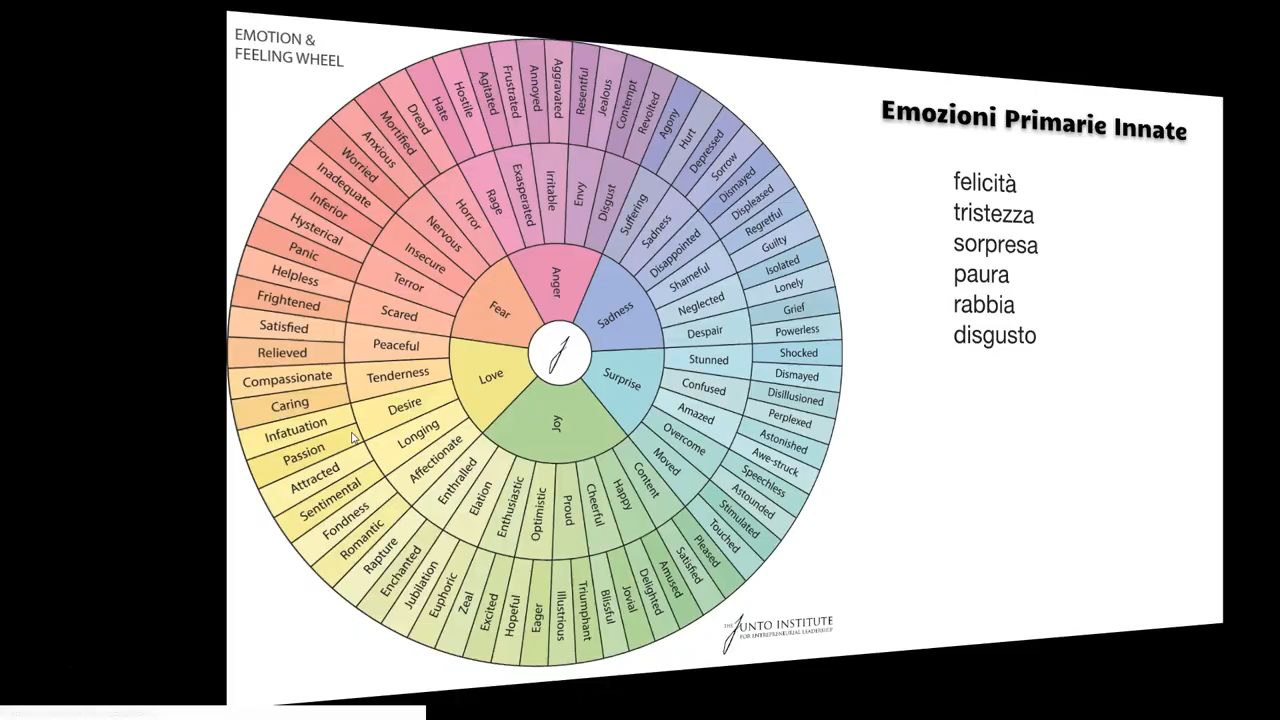 EMOTION &
FEELING WHEEL
Anger
Sadness
Surprise
Joy
Love
Fear
Rage
Exasperated
Irritable
Envy
Disgust
Suffering
Sadness
Disappointed
Shameful
Neglected
Despair
Stunned
Confused
Amazed
Overcome
Moved
Content
Happy
Cheerful
Proud
Optimistic
Enthusiastic
Elation
Enthralled
Affectionate
Longing
Desire
Tenderness
Peaceful
Scared
Terror
Insecure
Nervous
Horror
Hate
Hostile
Agitated
Frustrated
Annoyed
Aggravated
Resentful
Jealous
Contempt
Revolted
Agony
Hurt
Depressed
Sorrow
Dismayed
Displeased
Regretful
Guilty
Isolated
Lonely
Grief
Powerless
Shocked
Dismayed
Disillusioned
Perplexed
Astonished
Awe-struck
Speechless
Astounded
Stimulated
Touched
Pleased
Satisfied
Amused
Delighted
Jovial
Blissful
Triumphant
Illustrious
Eager
Hopeful
Excited
Zeal
Euphoric
Jubilation
Enchanted
Rapture
Romantic
Fondness
Sentimental
Attracted
Passion
Infatuation
Caring
Compassionate
Relieved
Satisfied
Frightened
Helpless
Panic
Hysterical
Inferior
Inadequate
Worried
Anxious
Mortified
Dread
THE JUNTO INSTITUTE
FOR ENTREPRENEURIAL LEADERSHIP
Emozioni Primarie Innate
felicità
tristezza
sorpresa
paura
rabbia
disgusto